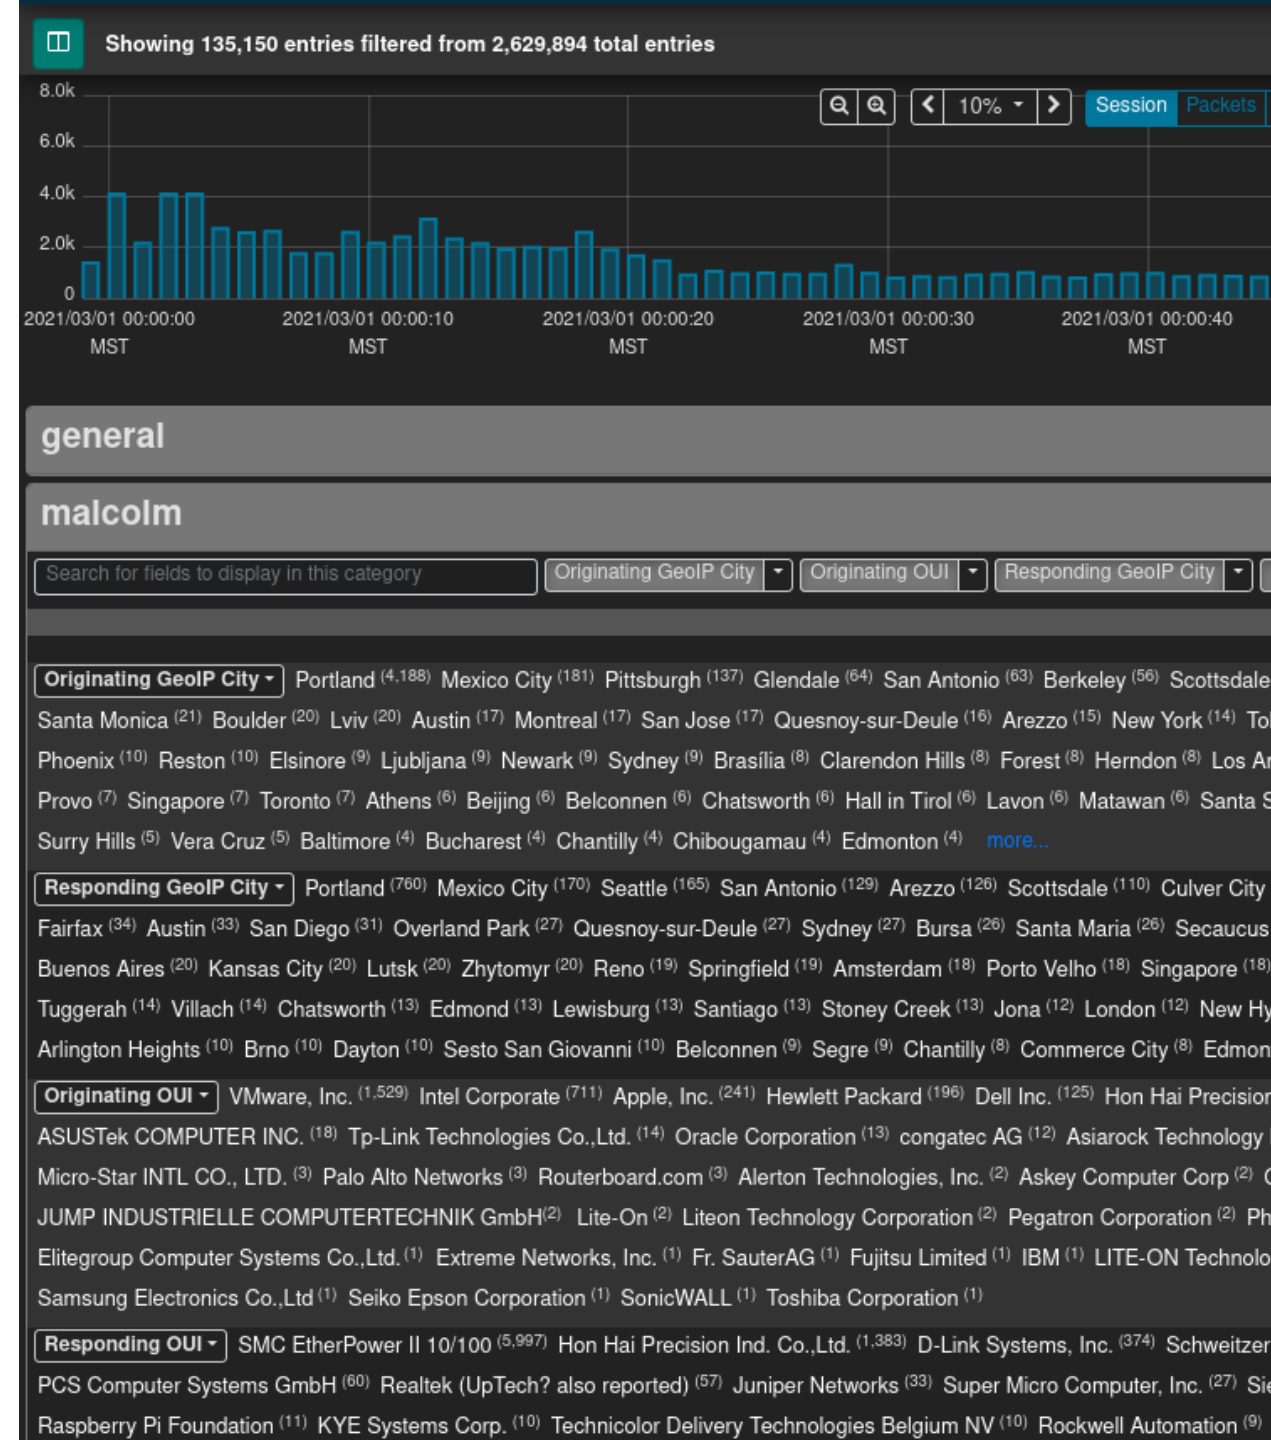 Showing 135,150 entries filtered from 2,629,894 total entries
8.0k
10%
Session Packets
6.0k
4.0k
2.0k
0
2021/03/01 00:00:00 2021/03/01 00:00:10 2021/03/01 00:00:20 2021/03/01 00:00:30 2021/03/01 00:00:40
MST MST MST MST MST
general
malcolm
Search for fields to display in this category Originating GeoIP City Originating OUI Responding GeoIP City
Originating GeoIP City Portland (4,188) Mexico City (181) Pittsburgh (137) Glendale (64) San Antonio (63) Berkeley (56) Scottsdale
Santa Monica (21) Boulder (20) Lviv (20) Austin (17) Montreal (17) San Jose (17) Quesnoy-sur-Deule (16) Arezzo (15) New York (14)
Phoenix (10) Reston (10) Elsinore (9) Ljubljana (9) Newark (9) Sydney (9) Brasília (8) Clarendon Hills (8) Forest (8) Herndon (8) Los
Provo (7) Singapore (7) Toronto (7) Athens (6) Beijing (6) Belconnen (6) Chatsworth (6) Hall in Tirol (6) Lavon (6) Matawan (6) Santa
Surry Hills (5) Vera Cruz (5) Baltimore (4) Bucharest (4) Chantilly (4) Chibougamau (4) Edmonton (4) more...
Responding GeoIP City Portland (760) Mexico City (170) Seattle (165) San Antonio (129) Arezzo (126) Scottsdale (110) Culver City
Fairfax (34) Austin (33) San Diego (31) Overland Park (27) Quesnoy-sur-Deule (27) Sydney (27) Bursa (26) Santa Maria (26) Secaucus
Buenos Aires (20) Kansas City (20) Lutsk (20) Zhytomyr (20) Reno (19) Springfield (19) Amsterdam (18) Porto Velho (18) Singapore (18)
Tuggerah (14) Villach (14) Chatsworth (13) Edmond (13) Lewisburg (13) Santiago (13) Stoney Creek (13) Jona (12) London (12) New
Arlington Heights (10) Brno (10) Dayton (10) Sesto San Giovanni (10) Belconnen (9) Segre (9) Chantilly (8) Commerce City (8) Edmon
Originating OUI VMware, Inc. (1,529) Intel Corporate (711) Apple, Inc. (241) Hewlett Packard (196) Dell Inc. (125) Hon Hai Precision
ASUSTek COMPUTER INC. (18) Tp-Link Technologies Co.,Ltd. (14) Oracle Corporation (13) congatec AG (12) Asiarock Technology
Micro-Star INTL CO., LTD. (3) Palo Alto Networks (3) Routerboard.com (3) Alerton Technologies, Inc. (2) Askey Computer Corp (2)
JUMP INDUSTRIELLE COMPUTERTECHNIK GmbH(2) Lite-On (2) Liteon Technology Corporation (2) Pegatron Corporation (2) Ph
Elitegroup Computer Systems Co.,Ltd. (1) Extreme Networks, Inc. (1) Fr. SauterAG (1) Fujitsu Limited (1) IBM (1) LITE-ON Technolo
Samsung Electronics Co.,Ltd (1) Seiko Epson Corporation (1) SonicWALL (1) Toshiba Corporation (1)
Responding OUI SMC EtherPower II 10/100 (5,997) Hon Hai Precision Ind. Co.,Ltd. (1,383) D-Link Systems, Inc. (374) Schweitzer
PCS Computer Systems GmbH (60) Realtek (UpTech? also reported) (57) Juniper Networks (33) Super Micro Computer, Inc. (27)
Raspberry Pi Foundation (11) KYE Systems Corp. (10) Technicolor Delivery Technologies Belgium NV (10) Rockwell Automation (9)